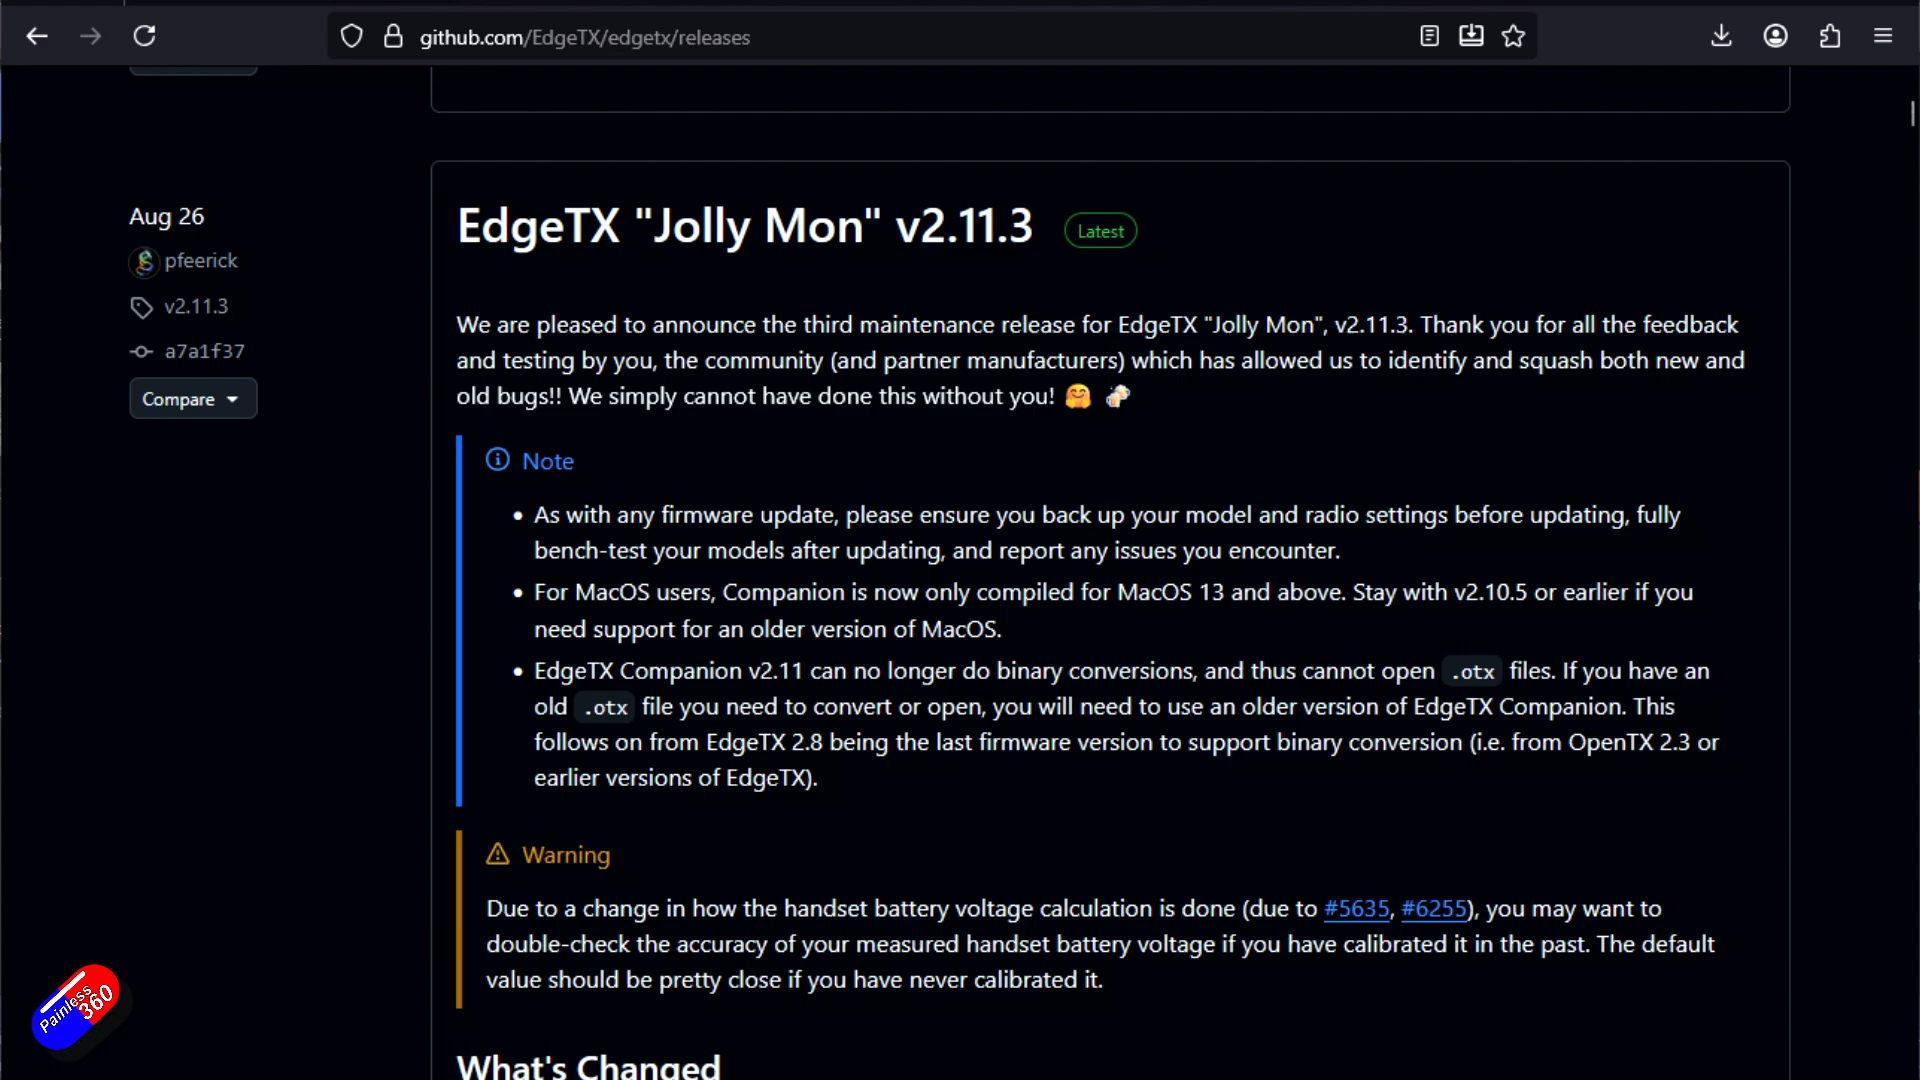 github.com/EdgeTX/edgetx/releases
Aug 26
pfeerick
v2.11.3
a7a1f37
Compare
EdgeTX "Jolly Mon" v2.11.3 Latest
We are pleased to announce the third maintenance release for EdgeTX "Jolly Mon", v2.11.3. Thank you for all the feedback
and testing by you, the community (and partner manufacturers) which has allowed us to identify and squash both new and
old bugs!! We simply cannot have done this without you! 🤗 🍻
Note
• As with any firmware update, please ensure you back up your model and radio settings before updating, fully
bench-test your models after updating, and report any issues you encounter.
• For MacOS users, Companion is now only compiled for MacOS 13 and above. Stay with v2.10.5 or earlier if you
need support for an older version of MacOS.
• EdgeTX Companion v2.11 can no longer do binary conversions, and thus cannot open .otx files. If you have an
old .otx file you need to convert or open, you will need to use an older version of EdgeTX Companion. This
follows on from EdgeTX 2.8 being the last firmware version to support binary conversion (i.e. from OpenTX 2.3 or
earlier versions of EdgeTX).
Warning
Due to a change in how the handset battery voltage calculation is done (due to #5635, #6255), you may want to
double-check the accuracy of your measured handset battery voltage if you have calibrated it in the past. The default
value should be pretty close if you have never calibrated it.
What's Changed
Painless
360